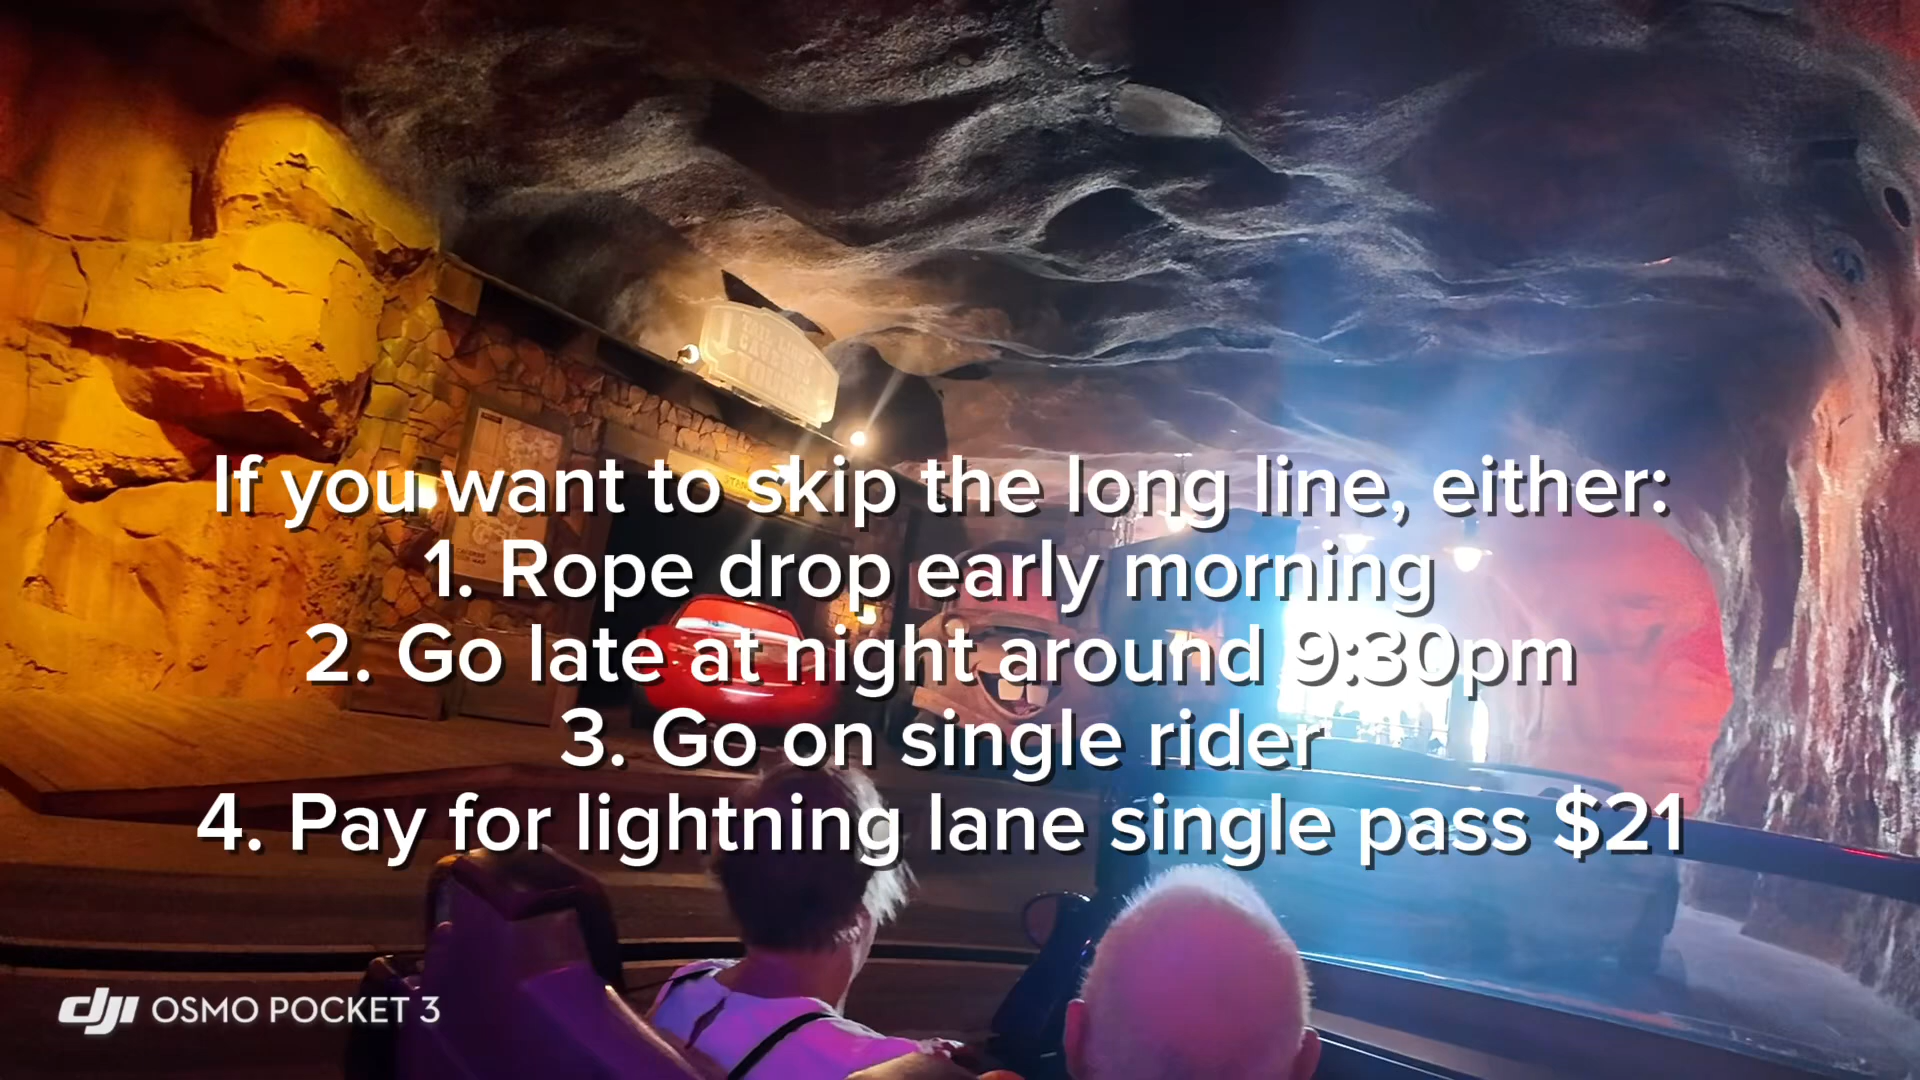 If you want to skip the long line, either:
1. Rope drop early morning
2. Go late at night around 9:30pm
3. Go on single rider
4. Pay for lightning lane single pass $21
dji OSMO POCKET 3